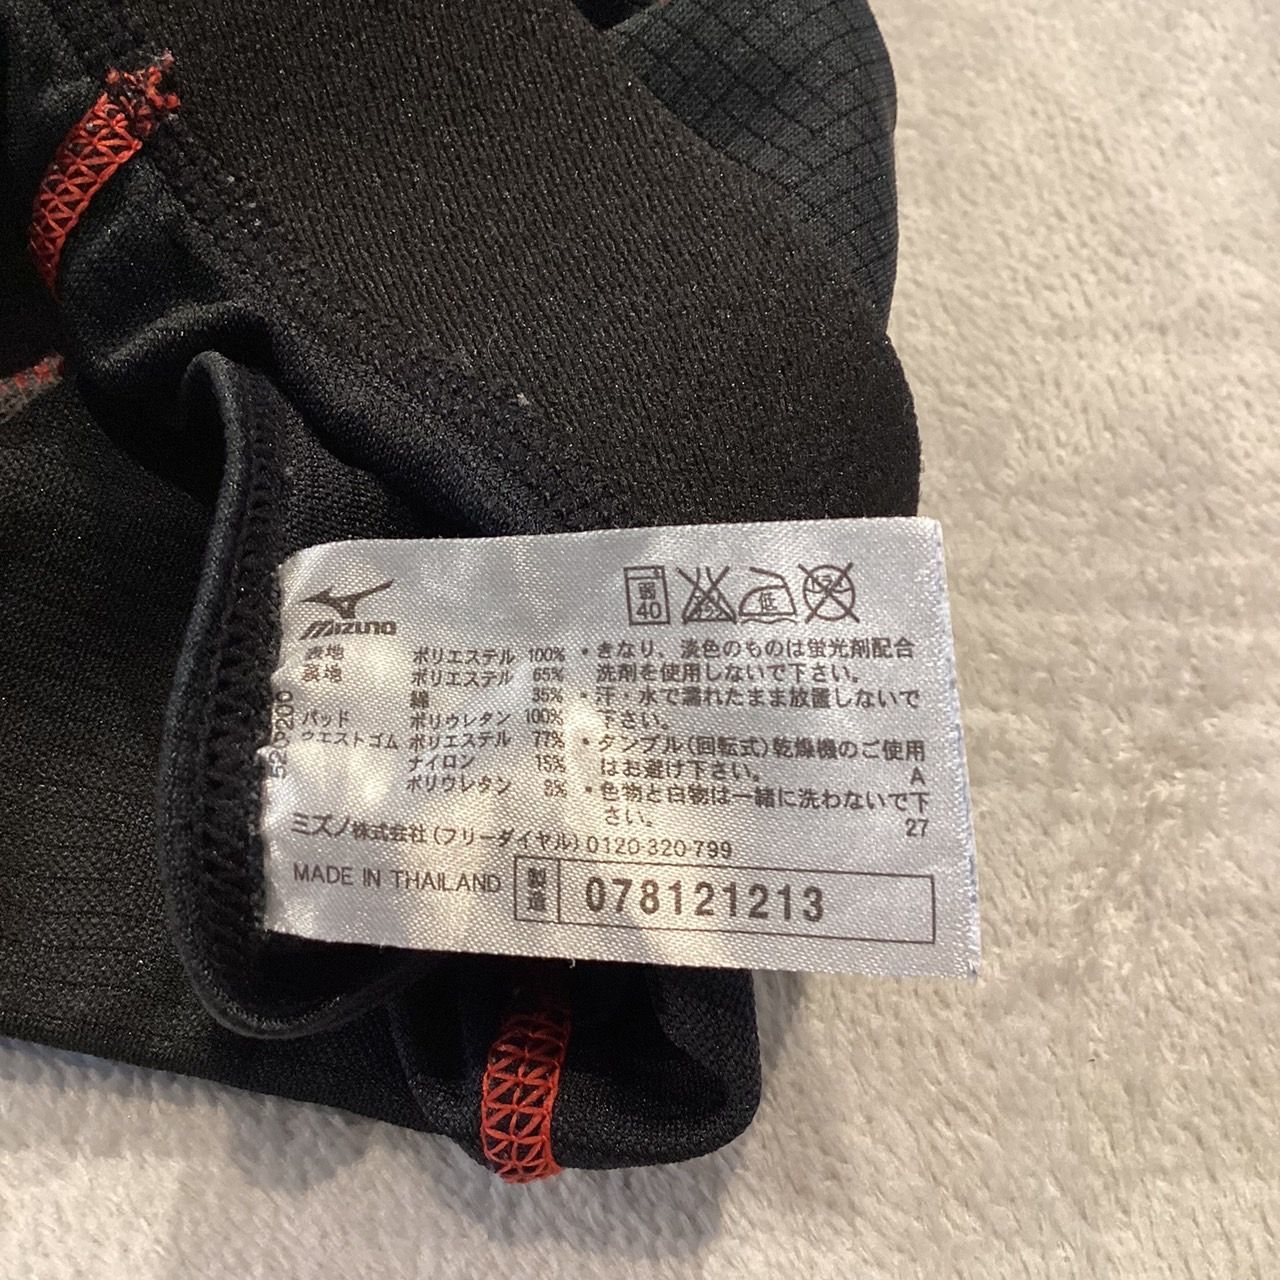 MIZUNO
弱
40
低
表地 ポリエステル 100%
裏地 ポリエステル 65%
綿 35%
パッド ポリウレタン 100%
ウエストゴム ポリエステル 77%
ナイロン 15%
ポリウレタン 8%
・きなり、淡色のものは蛍光剤配合
洗剤を使用しないで下さい。
・汗・水で濡れたまま放置しないで
下さい。
・タンブル(回転式)乾燥機のご使用
はお避け下さい。
A
・色物と白物は一緒に洗わないで下
さい。
27
ミズノ株式会社(フリーダイヤル)0120-320-799
MADE IN THAILAND
製造
078121213